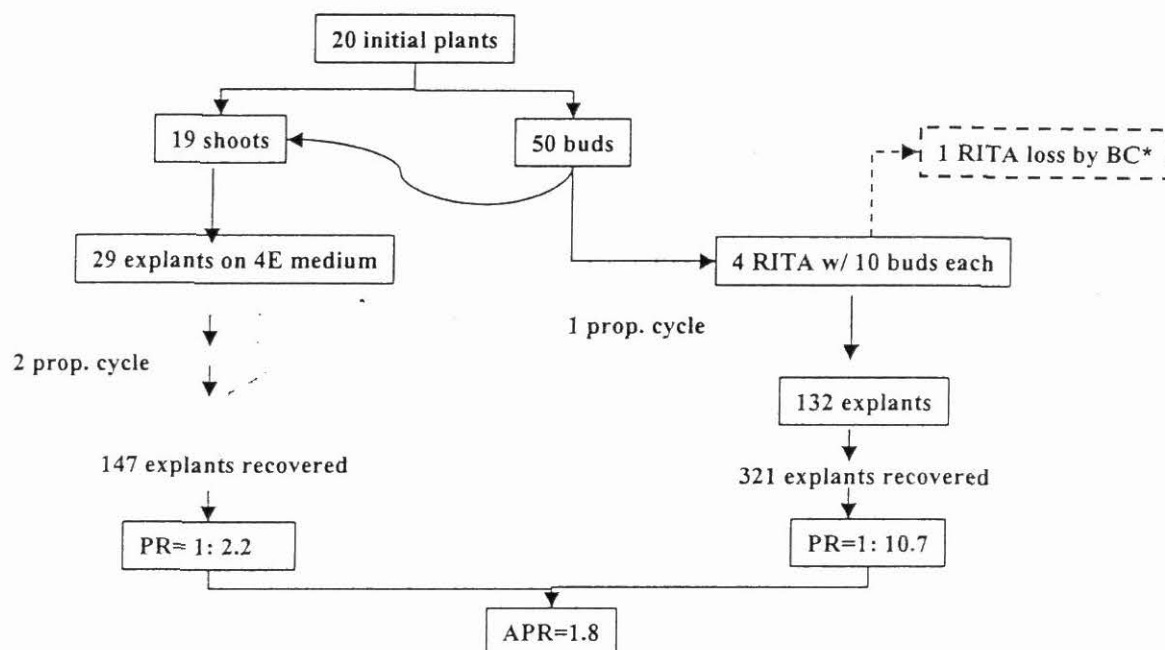 20 initial plants
19 shoots
50 buds
1 RITA loss by BC*
29 explants on 4E medium
4 RITA w/ 10 buds each
1 prop. cycle
2 prop. cycle
132 explants
147 explants recovered
321 explants recovered
PR= 1: 2.2
PR=1: 10.7
APR=1.8